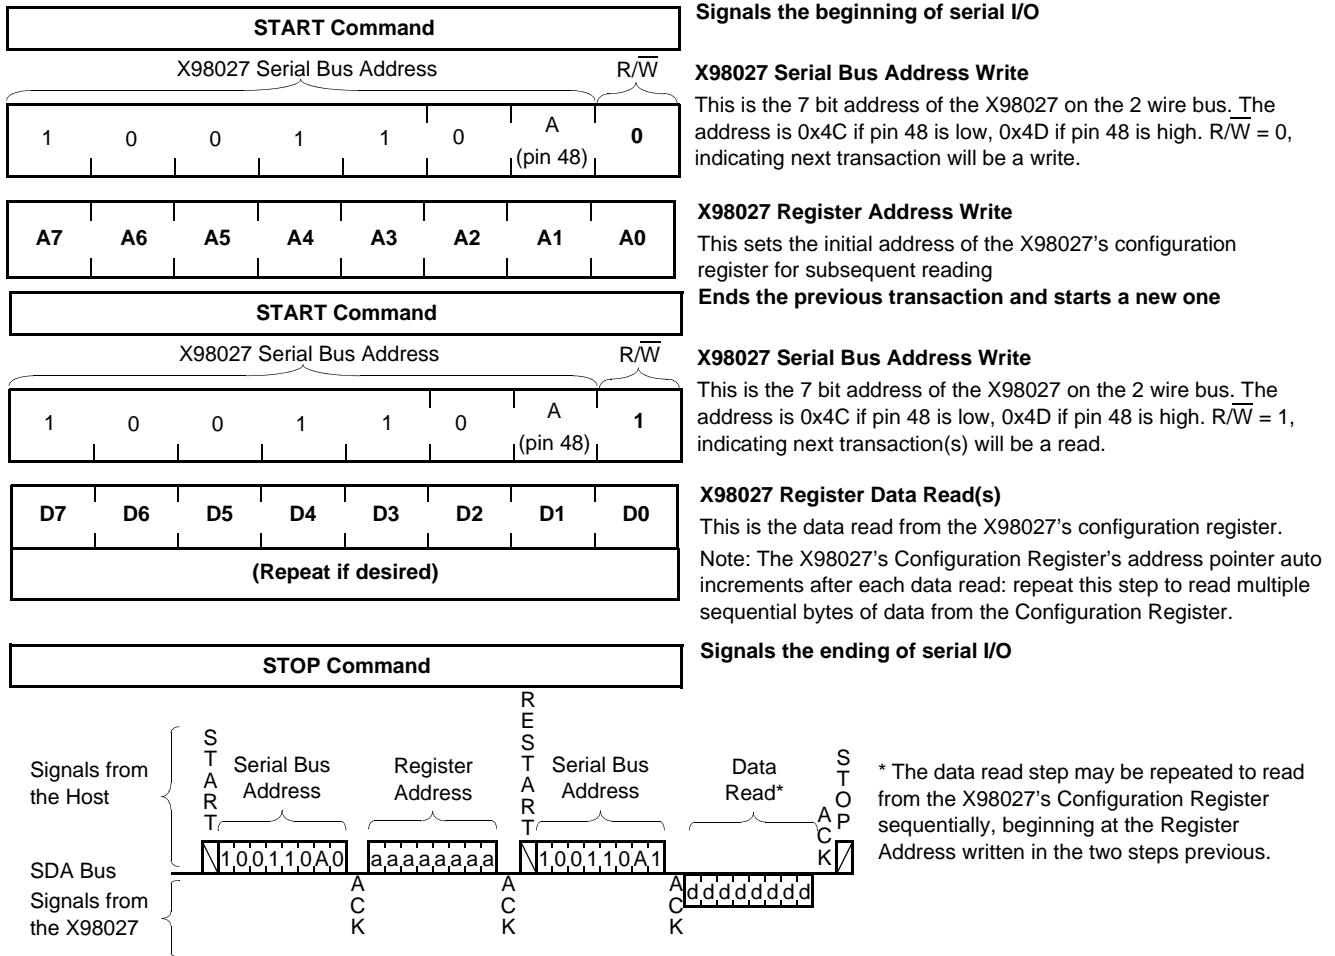 START Command
Signals the beginning of serial I/O
X98027 Serial Bus Address
R/W̅
1 0 0 1 1 0 A (pin 48) 0
X98027 Serial Bus Address Write
This is the 7 bit address of the X98027 on the 2 wire bus. The
address is 0x4C if pin 48 is low, 0x4D if pin 48 is high. R/W̅ = 0,
indicating next transaction will be a write.
A7 A6 A5 A4 A3 A2 A1 A0
X98027 Register Address Write
This sets the initial address of the X98027's configuration
register for subsequent reading
START Command
Ends the previous transaction and starts a new one
X98027 Serial Bus Address
R/W̅
1 0 0 1 1 0 A (pin 48) 1
X98027 Serial Bus Address Write
This is the 7 bit address of the X98027 on the 2 wire bus. The
address is 0x4C if pin 48 is low, 0x4D if pin 48 is high. R/W̅ = 1,
indicating next transaction(s) will be a read.
D7 D6 D5 D4 D3 D2 D1 D0
(Repeat if desired)
X98027 Register Data Read(s)
This is the data read from the X98027's configuration register.
Note: The X98027's Configuration Register's address pointer auto
increments after each data read: repeat this step to read multiple
sequential bytes of data from the Configuration Register.
STOP Command
Signals the ending of serial I/O
Signals from
the Host
START
Serial Bus
Address
Register
Address
RESTART
Serial Bus
Address
Data
Read*
ACK
STOP
* The data read step may be repeated to read
from the X98027's Configuration Register
sequentially, beginning at the Register
Address written in the two steps previous.
1 0 0 1 1 0 A 0
a a a a a a a a
1 0 0 1 1 0 A 1
SDA Bus
Signals from
the X98027
ACK
ACK
ACK
d d d d d d d d